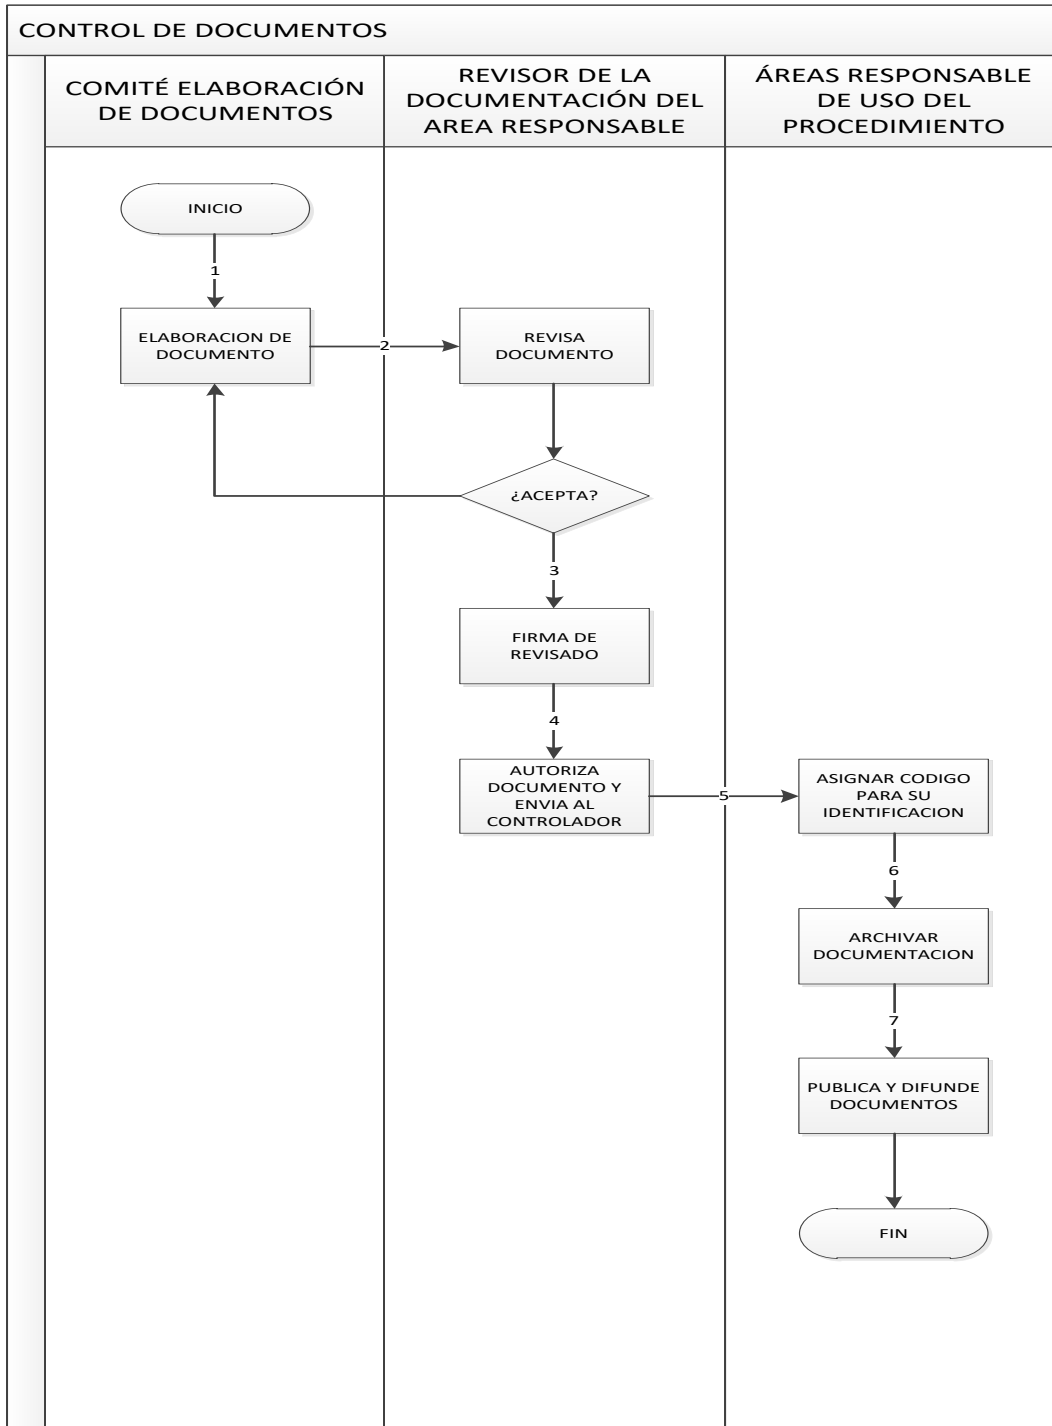 CONTROL DE DOCUMENTOS
COMITÉ ELABORACIÓN
DE DOCUMENTOS
REVISOR DE LA
DOCUMENTACIÓN DEL
AREA RESPONSABLE
ÁREAS RESPONSABLE
DE USO DEL
PROCEDIMIENTO
INICIO
1
ELABORACION DE
DOCUMENTO
2
REVISA
DOCUMENTO
¿ACEPTA?
3
FIRMA DE
REVISADO
4
AUTORIZA
DOCUMENTO Y
ENVIA AL
CONTROLADOR
5
ASIGNAR CODIGO
PARA SU
IDENTIFICACION
6
ARCHIVAR
DOCUMENTACION
7
PUBLICA Y DIFUNDE
DOCUMENTOS
FIN